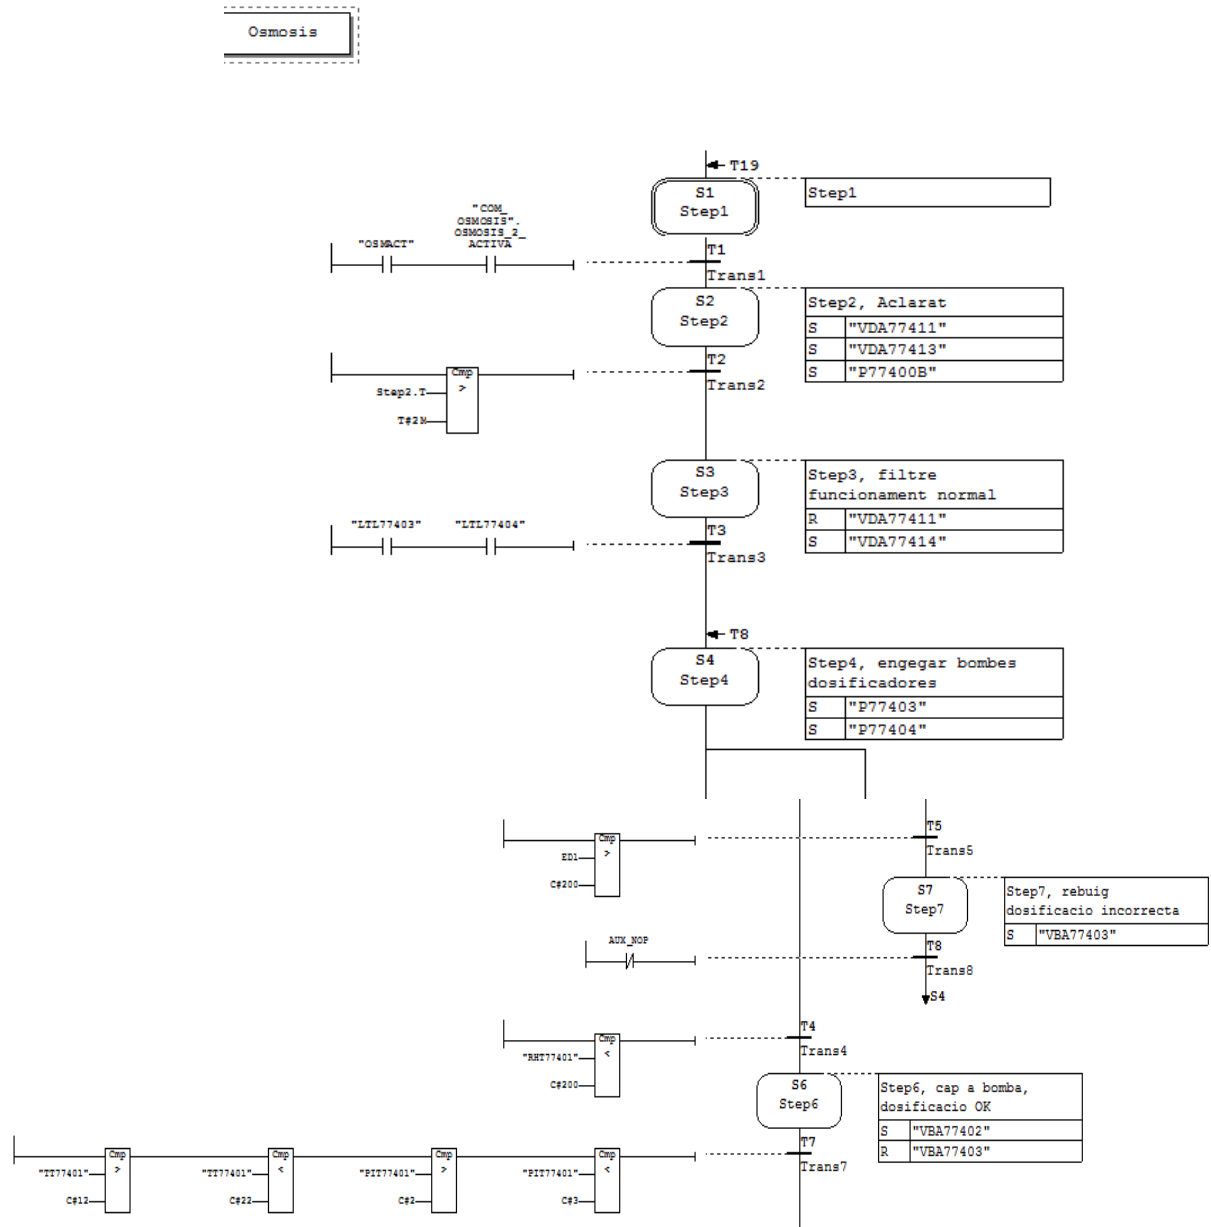 Osmosis
T19
S1
Step1
Step1
"COM_
OSMOSIS".
OSMOSIS_2_
ACTIVA
"OSMACT"
T1
Trans1
S2
Step2
Step2, Aclarat
S "VDA77411"
S "VDA77413"
S "P77400B"
T2
Trans2
Cmp
>
Step2.T
T#2M
S3
Step3
Step3, filtre
funcionament normal
R "VDA77411"
S "VDA77414"
"LTL77403" "LTL77404"
T3
Trans3
T8
S4
Step4
Step4, engegar bombes
dosificadores
S "P77403"
S "P77404"
T5
Trans5
Cmp
>
ED1
C#200
S7
Step7
Step7, rebuig
dosificacio incorrecta
S "VBA77403"
AUX_NOP
T8
Trans8
S4
T4
Trans4
Cmp
<
"RHT77401"
C#200
S6
Step6
Step6, cap a bomba,
dosificacio OK
S "VBA77402"
R "VBA77403"
T7
Trans7
Cmp Cmp Cmp Cmp
> < > <
"TT77401" "TT77401" "PIT77401" "PIT77401"
C#12 C#22 C#2 C#3